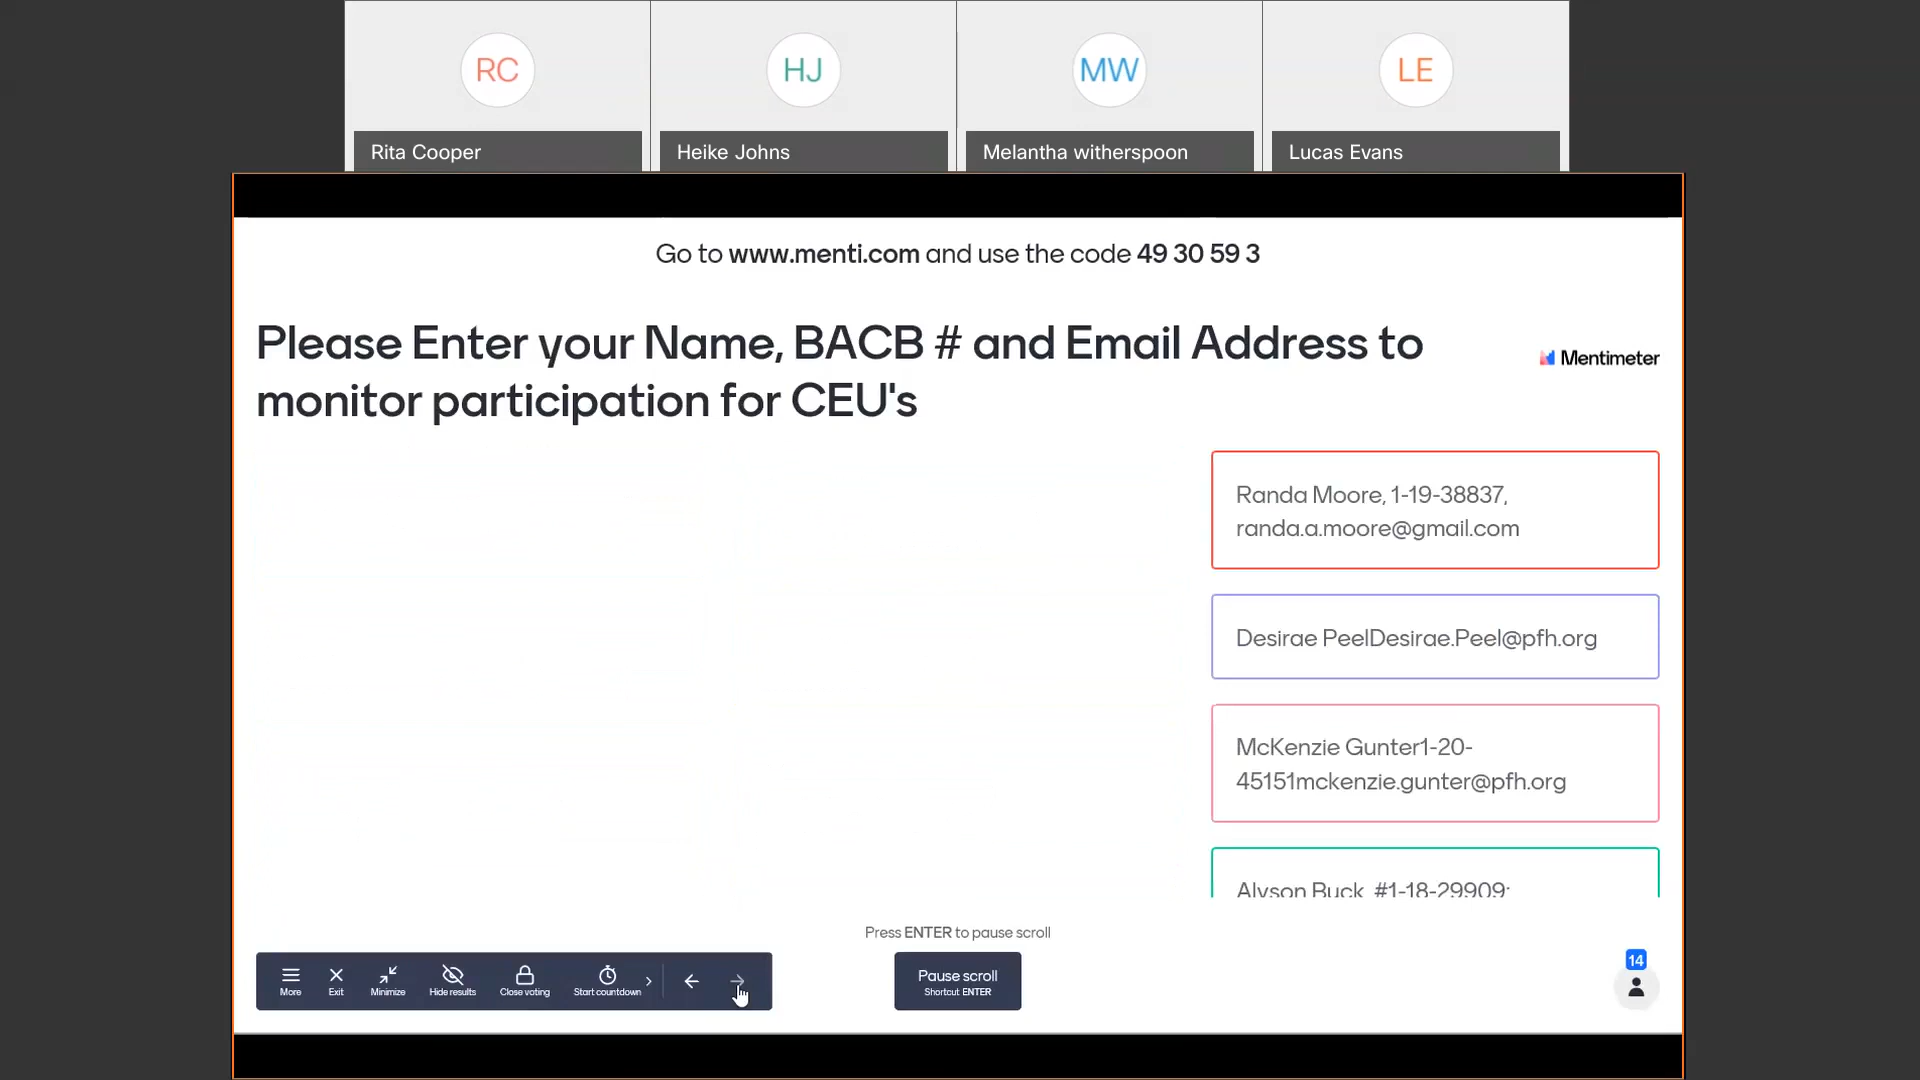 RC
HJ
MW
LE
Rita Cooper
Heike Johns
Melantha witherspoon
Lucas Evans
Go to www.menti.com and use the code 49 30 59 3
Please Enter your Name, BACB # and Email Address to
monitor participation for CEU's
Mentimeter
Randa Moore, 1-19-38837,
randa.a.moore@gmail.com
Desirae PeelDesirae.Peel@pfh.org
McKenzie Gunter1-20-
45151mckenzie.gunter@pfh.org
Alyson Buck, #1-18-29909;
Press ENTER to pause scroll
More
Exit
Minimize
Hide results
Close voting
Start countdown
Pause scroll
Shortcut ENTER
14